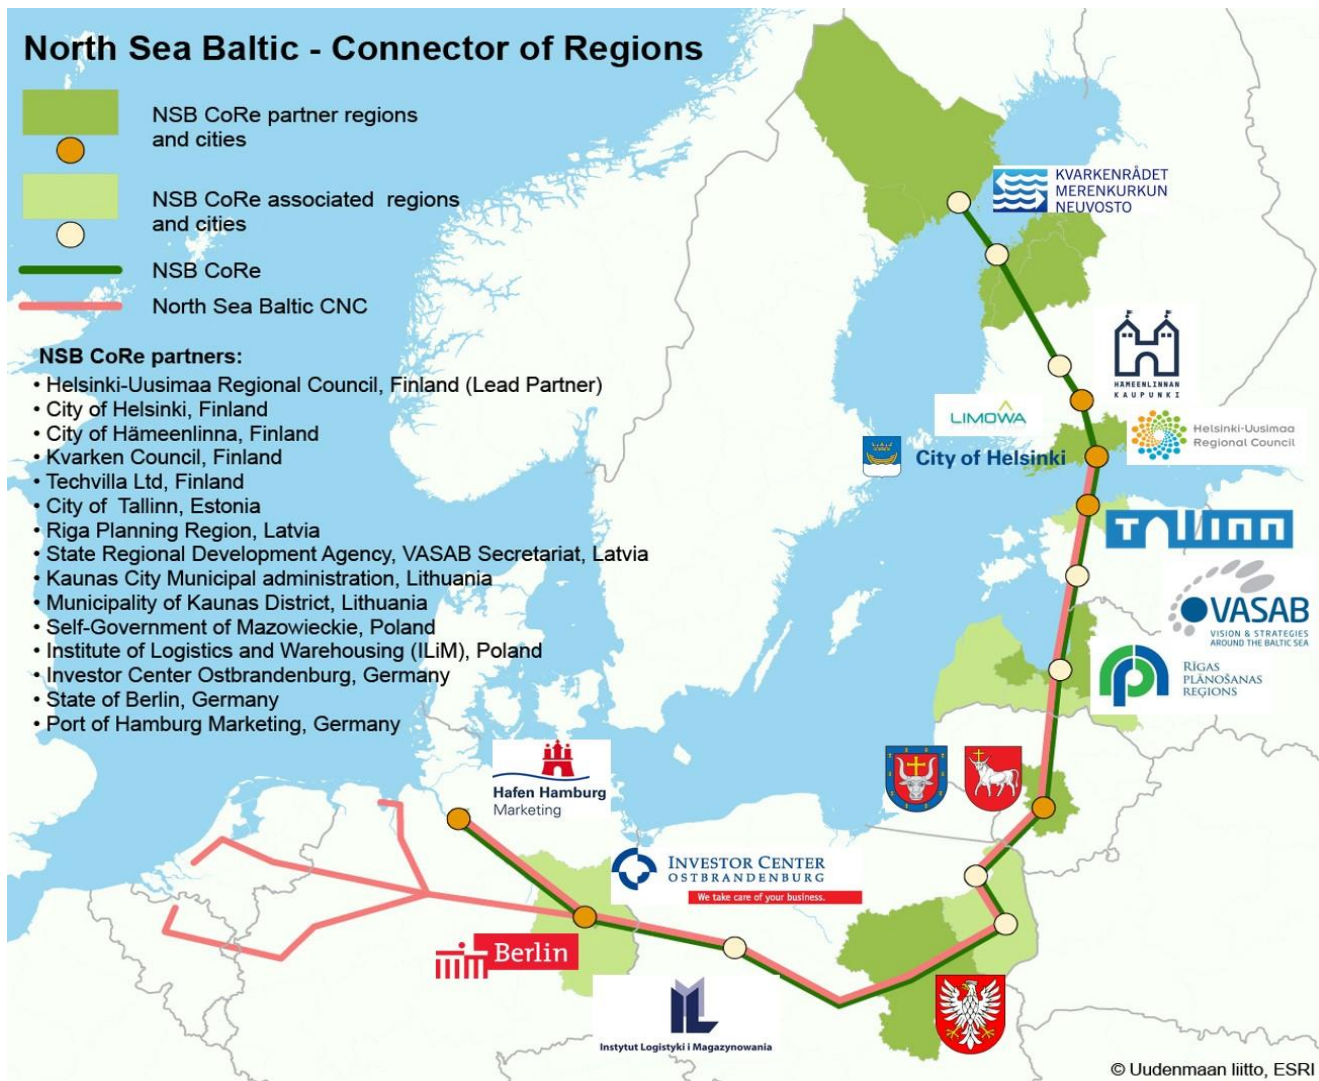 North Sea Baltic - Connector of Regions
NSB CoRe partner regions
and cities
NSB CoRe associated regions
and cities
NSB CoRe
North Sea Baltic CNC
NSB CoRe partners:
• Helsinki-Uusimaa Regional Council, Finland (Lead Partner)
• City of Helsinki, Finland
• City of Hämeenlinna, Finland
• Kvarken Council, Finland
• Techvilla Ltd, Finland
• City of Tallinn, Estonia
• Riga Planning Region, Latvia
• State Regional Development Agency, VASAB Secretariat, Latvia
• Kaunas City Municipal administration, Lithuania
• Municipality of Kaunas District, Lithuania
• Self-Government of Mazowieckie, Poland
• Institute of Logistics and Warehousing (ILiM), Poland
• Investor Center Ostbrandenburg, Germany
• State of Berlin, Germany
• Port of Hamburg Marketing, Germany
KVARKENRÅDET
MERENKURKUN
NEUVOSTO
HÄMEENLINNAN
KAUPUNKI
LIMOWA
Helsinki-Uusimaa
Regional Council
City of Helsinki
TALLINN
VASAB
VISION & STRATEGIES
AROUND THE BALTIC SEA
RĪGAS
PLĀNOŠANAS
REĢIONS
Hafen Hamburg
Marketing
INVESTOR CENTER
OSTBRANDENBURG
We take care of your business.
Berlin
Instytut Logistyki i Magazynowania
© Uudenmaan liitto, ESRI